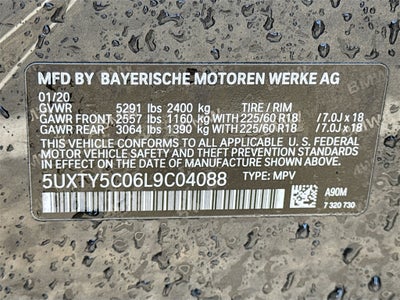 MFD BY BAYERISCHE MOTOREN WERKE AG
01/20
GVWR 5291 lbs 2400 kg TIRE / RIM
GAWR FRONT 2557 lbs 1160 kg 225/60 R18 /7.0J x 18
GAWR REAR 3064 lbs 1390 kg 225/60 R18 /7.0J x 18
THIS VEHICLE CONFORMS TO ALL APPLICABLE U. S. FEDERAL
MOTOR VEHICLE SAFETY, BUMPER, AND THEFT PREVENTION
STANDARDS IN EFFECT ON THE DATE OF MANUFACTURE SHOWN ABOVE.
5UXTY5C06L9C04088 TYPE: MPV
A90M
7 320 730